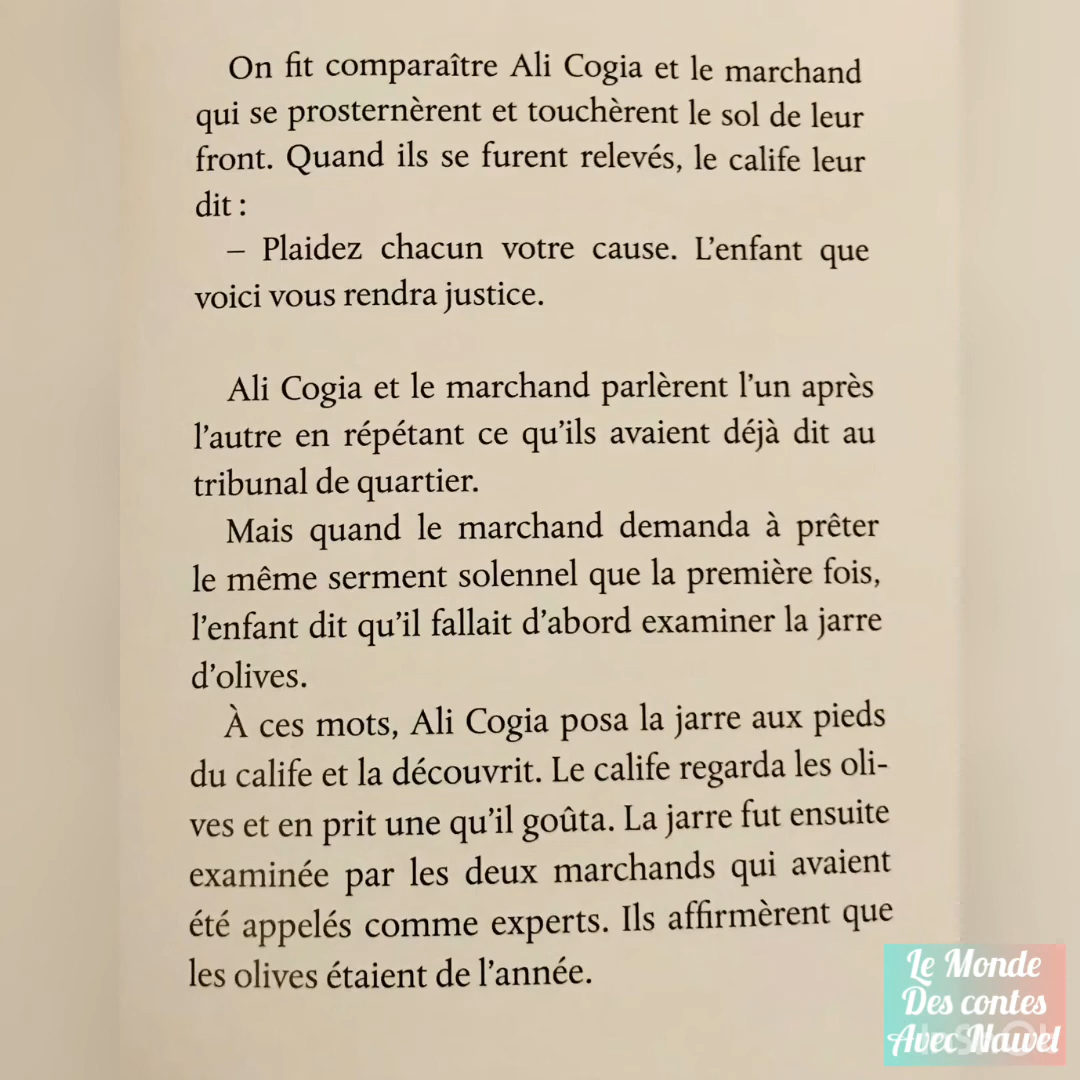 On fit comparaître Ali Cogia et le marchand
qui se prosternèrent et touchèrent le sol de leur
front. Quand ils se furent relevés, le calife leur
dit :
– Plaidez chacun votre cause. L’enfant que
voici vous rendra justice.
Ali Cogia et le marchand parlèrent l’un après
l’autre en répétant ce qu’ils avaient déjà dit au
tribunal de quartier.
Mais quand le marchand demanda à prêter
le même serment solennel que la première fois,
l’enfant dit qu’il fallait d’abord examiner la jarre
d’olives.
À ces mots, Ali Cogia posa la jarre aux pieds
du calife et la découvrit. Le calife regarda les oli-
ves et en prit une qu’il goûta. La jarre fut ensuite
examinée par les deux marchands qui avaient
été appelés comme experts. Ils affirmèrent que
les olives étaient de l’année.
Le Monde
Des contes
Avec Nawel